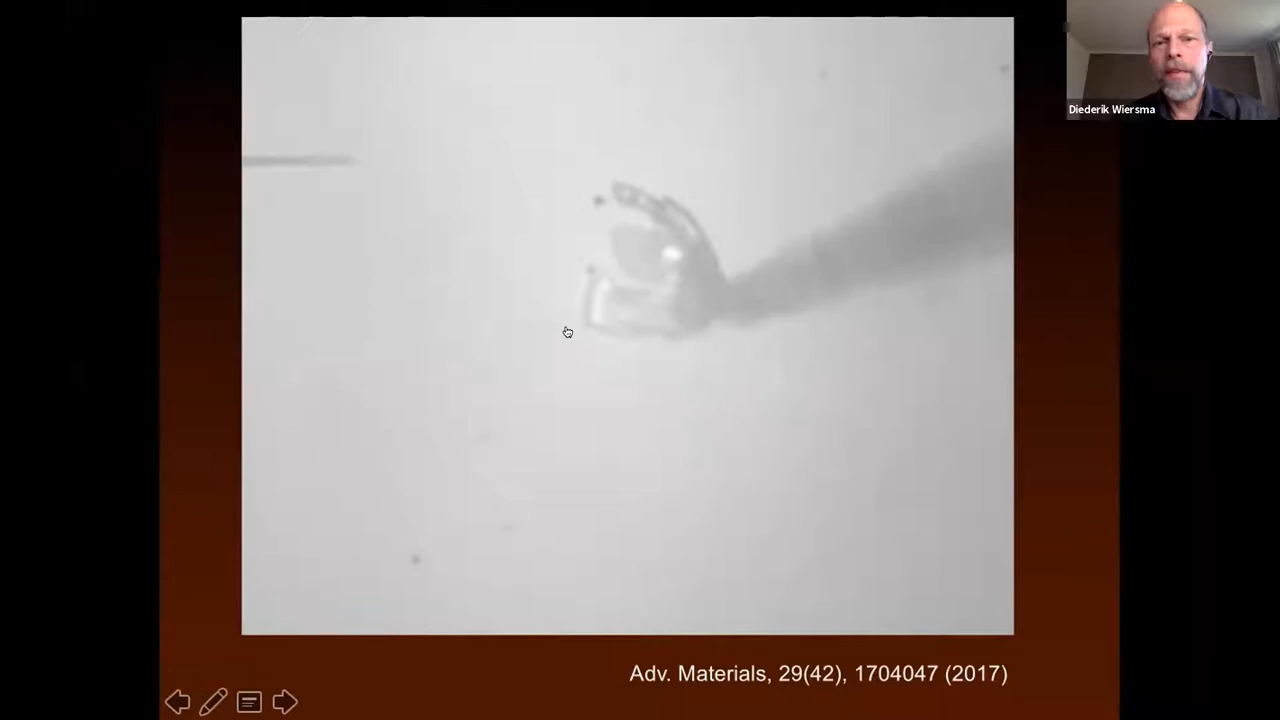 Diederik Wiersma
Adv. Materials, 29(42), 1704047 (2017)